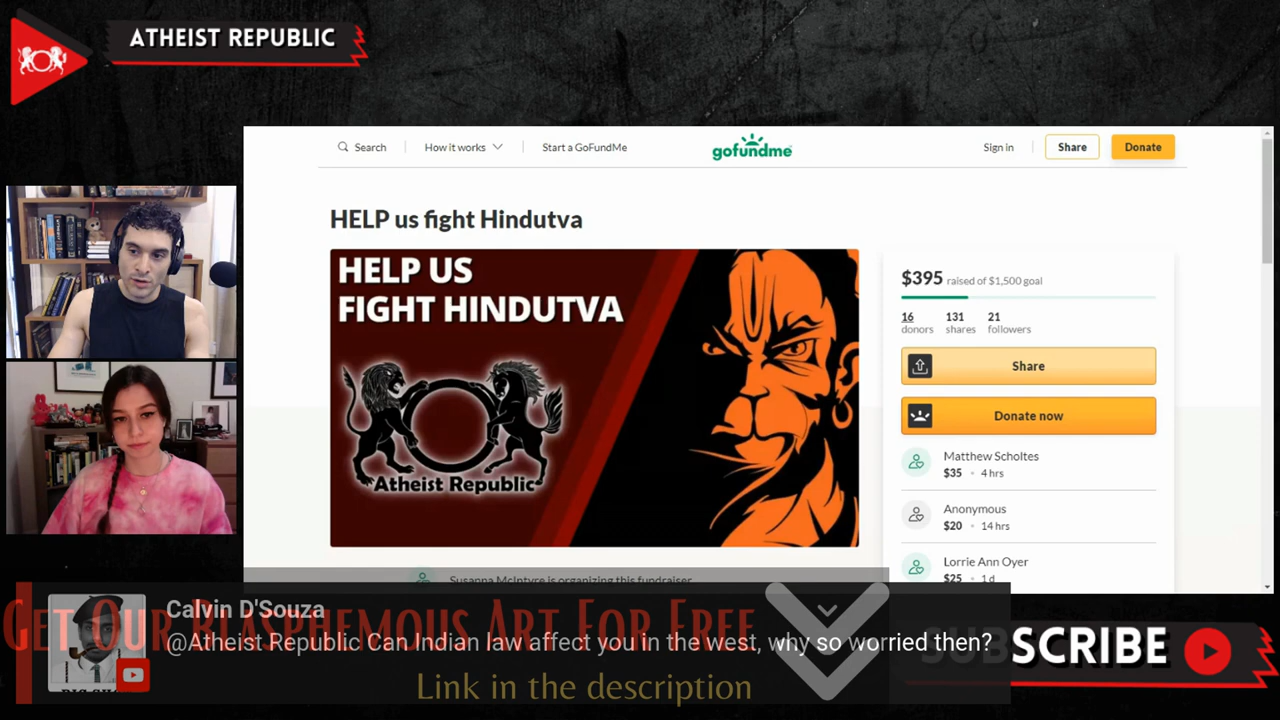 ATHEIST REPUBLIC
Search
How it works
Start a GoFundMe
gofundme
Sign in
Share
Donate
HELP us fight Hindutva
HELP US
FIGHT HINDUTVA
Atheist Republic
$395 raised of $1,500 goal
16 donors
131 shares
21 followers
Share
Donate now
Matthew Scholtes
$35 • 4 hrs
Anonymous
$20 • 14 hrs
Lorrie Ann Oyer
$25 • 1 d
Susanna McIntyre is organizing this fundraiser
Get Our Blasphemous Art For Free
Calvin D'Souza
@Atheist Republic Can Indian law affect you in the west, why so worried then?
Link in the description
SUBSCRIBE